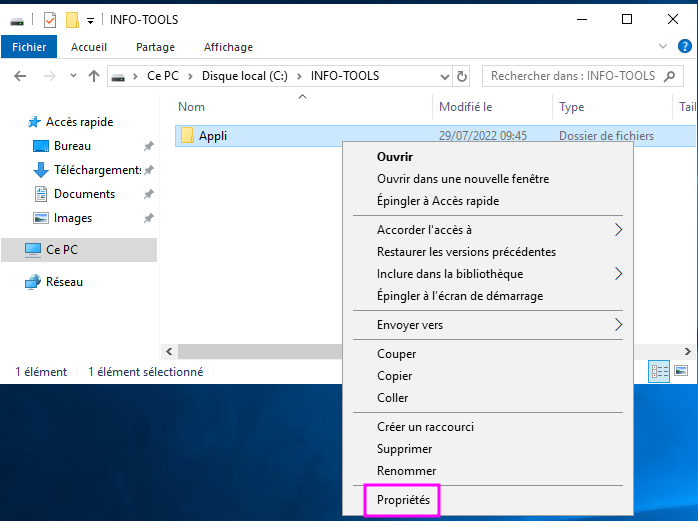 INFO-TOOLS
Fichier Accueil Partage Affichage
Ce PC Disque local (C:) INFO-TOOLS
Rechercher dans : INFO-TOOLS
Nom Modifié le Type Tail
Accès rapide
Bureau
Téléchargement
Documents
Images
Ce PC
Réseau
Appli 29/07/2022 09:45 Dossier de fichiers
Ouvrir
Ouvrir dans une nouvelle fenêtre
Épingler à Accès rapide
Accorder l'accès à
Restaurer les versions précédentes
Inclure dans la bibliothèque
Épingler à l'écran de démarrage
Envoyer vers
Couper
Copier
Coller
Créer un raccourci
Supprimer
Renommer
Propriétés
1 élément 1 élément sélectionné